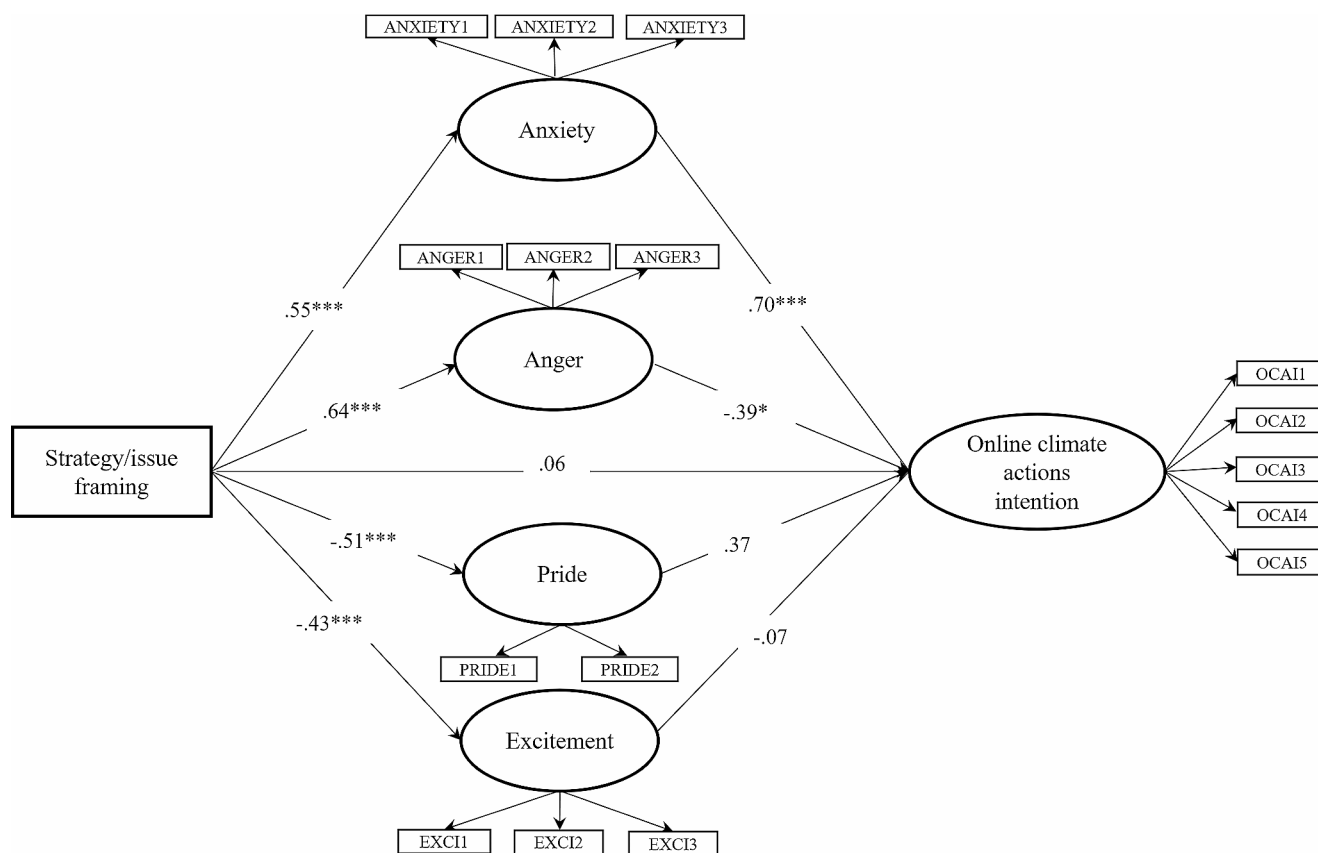 ANXIETY1
ANXIETY2
ANXIETY3
Anxiety
ANGER1
ANGER2
ANGER3
.55***
.70***
Anger
OCAI1
.64***
-.39*
OCAI2
Strategy/issue
framing
.06
Online climate
actions
intention
OCAI3
OCAI4
-.51***
.37
OCAI5
Pride
-.43***
-.07
PRIDE1
PRIDE2
Excitement
EXCI1
EXCI2
EXCI3